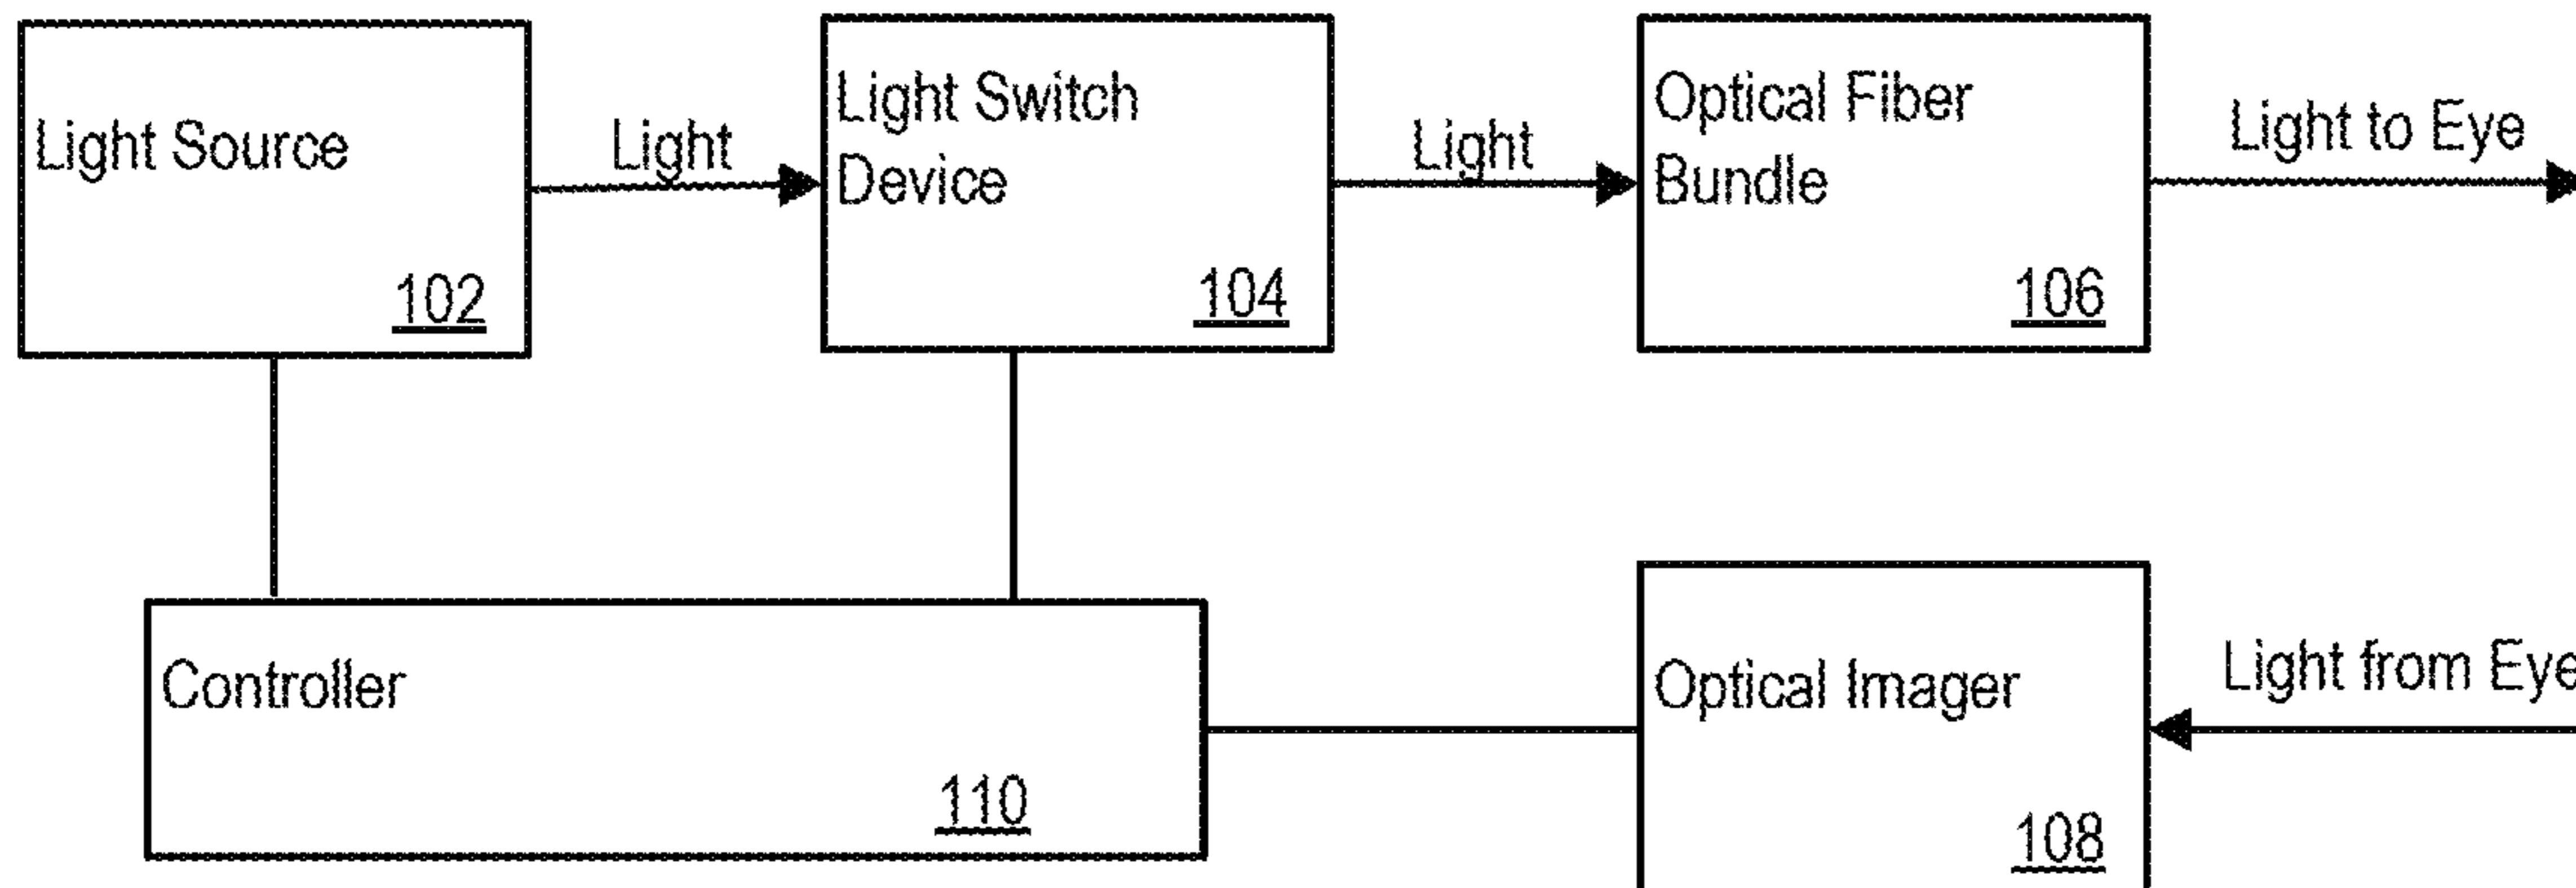 Light Source
102
Light
Light Switch
Device
104
Light
Optical Fiber
Bundle
106
Light to Eye
Controller
110
Optical Imager
108
Light from Eye